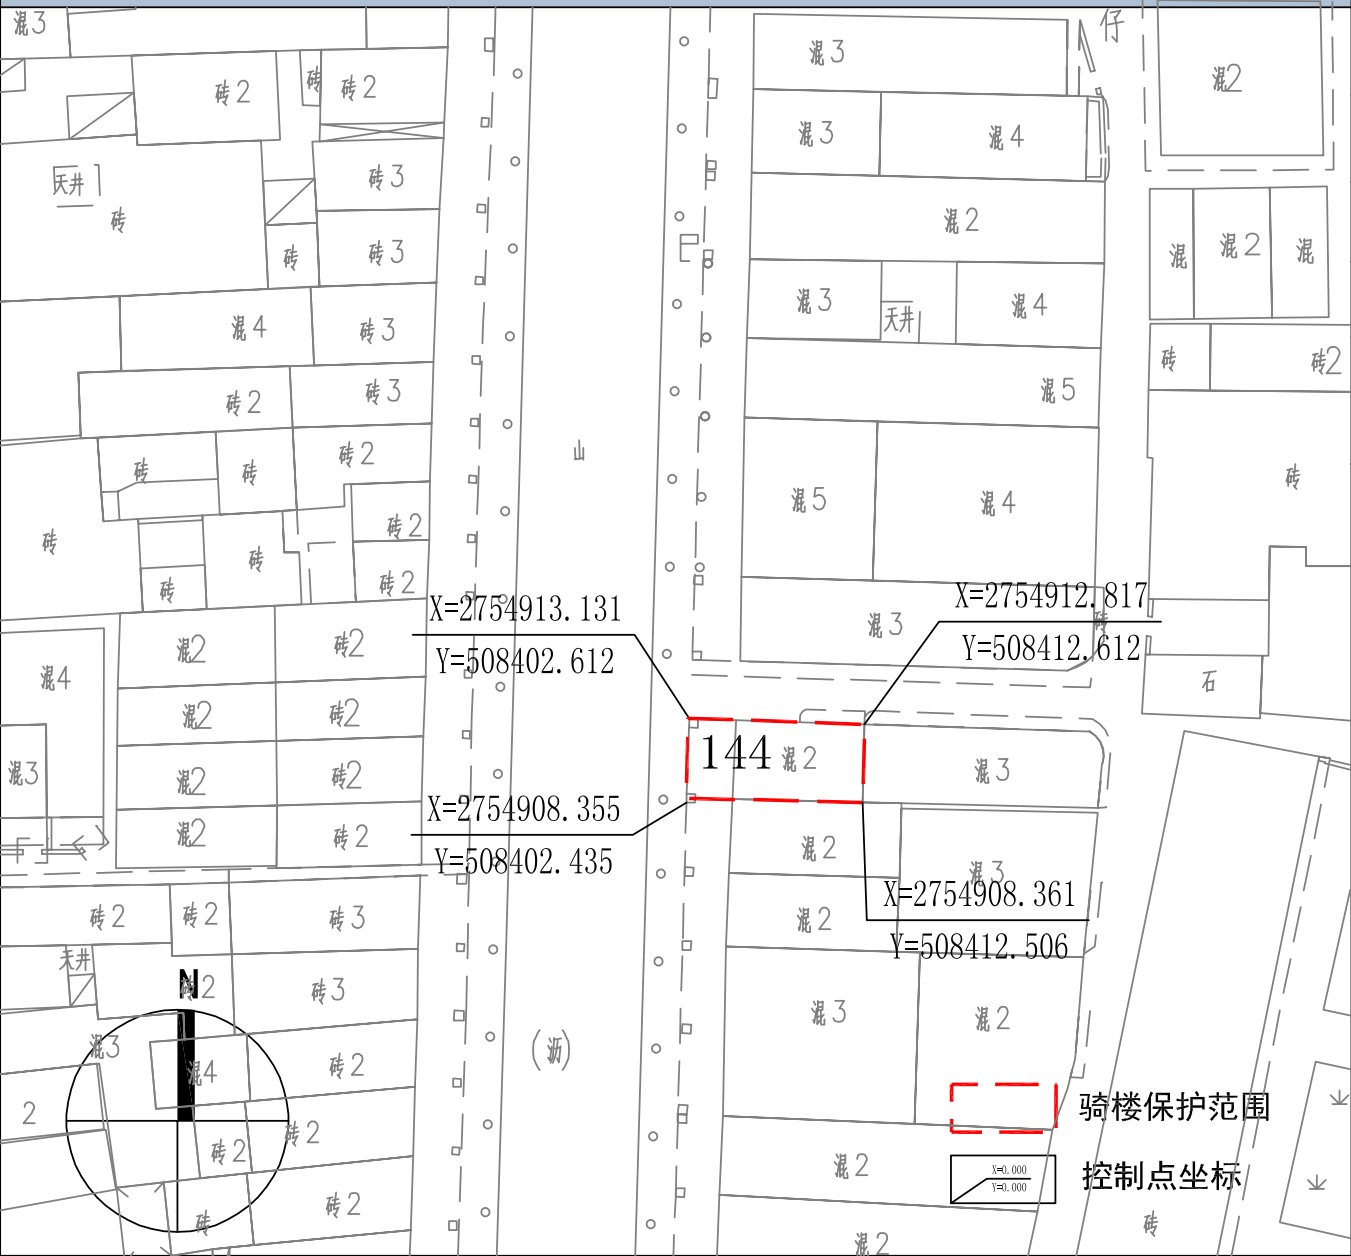 混3
仔
混3
混2
砖2
砖
砖2
混3
混4
砖3
天井
砖
混2
砖3
砖
混
混2
混
混3
天井
混4
混4
砖3
砖
砖2
混5
砖3
砖2
砖2
山
砖
砖
砖
混5
混4
砖2
砖
砖
砖2
砖
X=2754913.131
Y=508402.612
X=2754912.817
Y=508412.612
混3
砖
混2
砖2
混4
石
混2
砖2
144
混2
混3
混3
混2
砖2
X=2754908.355
Y=508402.435
混2
砖2
混2
混3
X=2754908.361
Y=508412.506
砖2
砖2
砖3
混2
天井
N
砖2
砖3
混3
混2
混3
(沥)
混4
砖2
2
骑楼保护范围
砖2
砖2
混2
X=0.000
Y=0.000
控制点坐标
砖
砖2
砖
混2